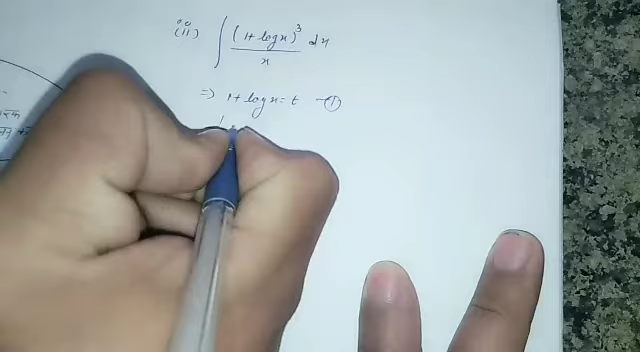 (ii) ∫ (1+logx)³/x dx
⇒ 1+logx = t —①